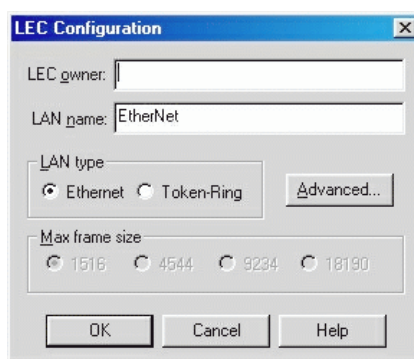 LEC Configuration
LEC owner:
LAN name: EtherNet
LAN type
Ethernet Token-Ring
Advanced...
Max frame size
1516 4544 9234 18190
OK Cancel Help